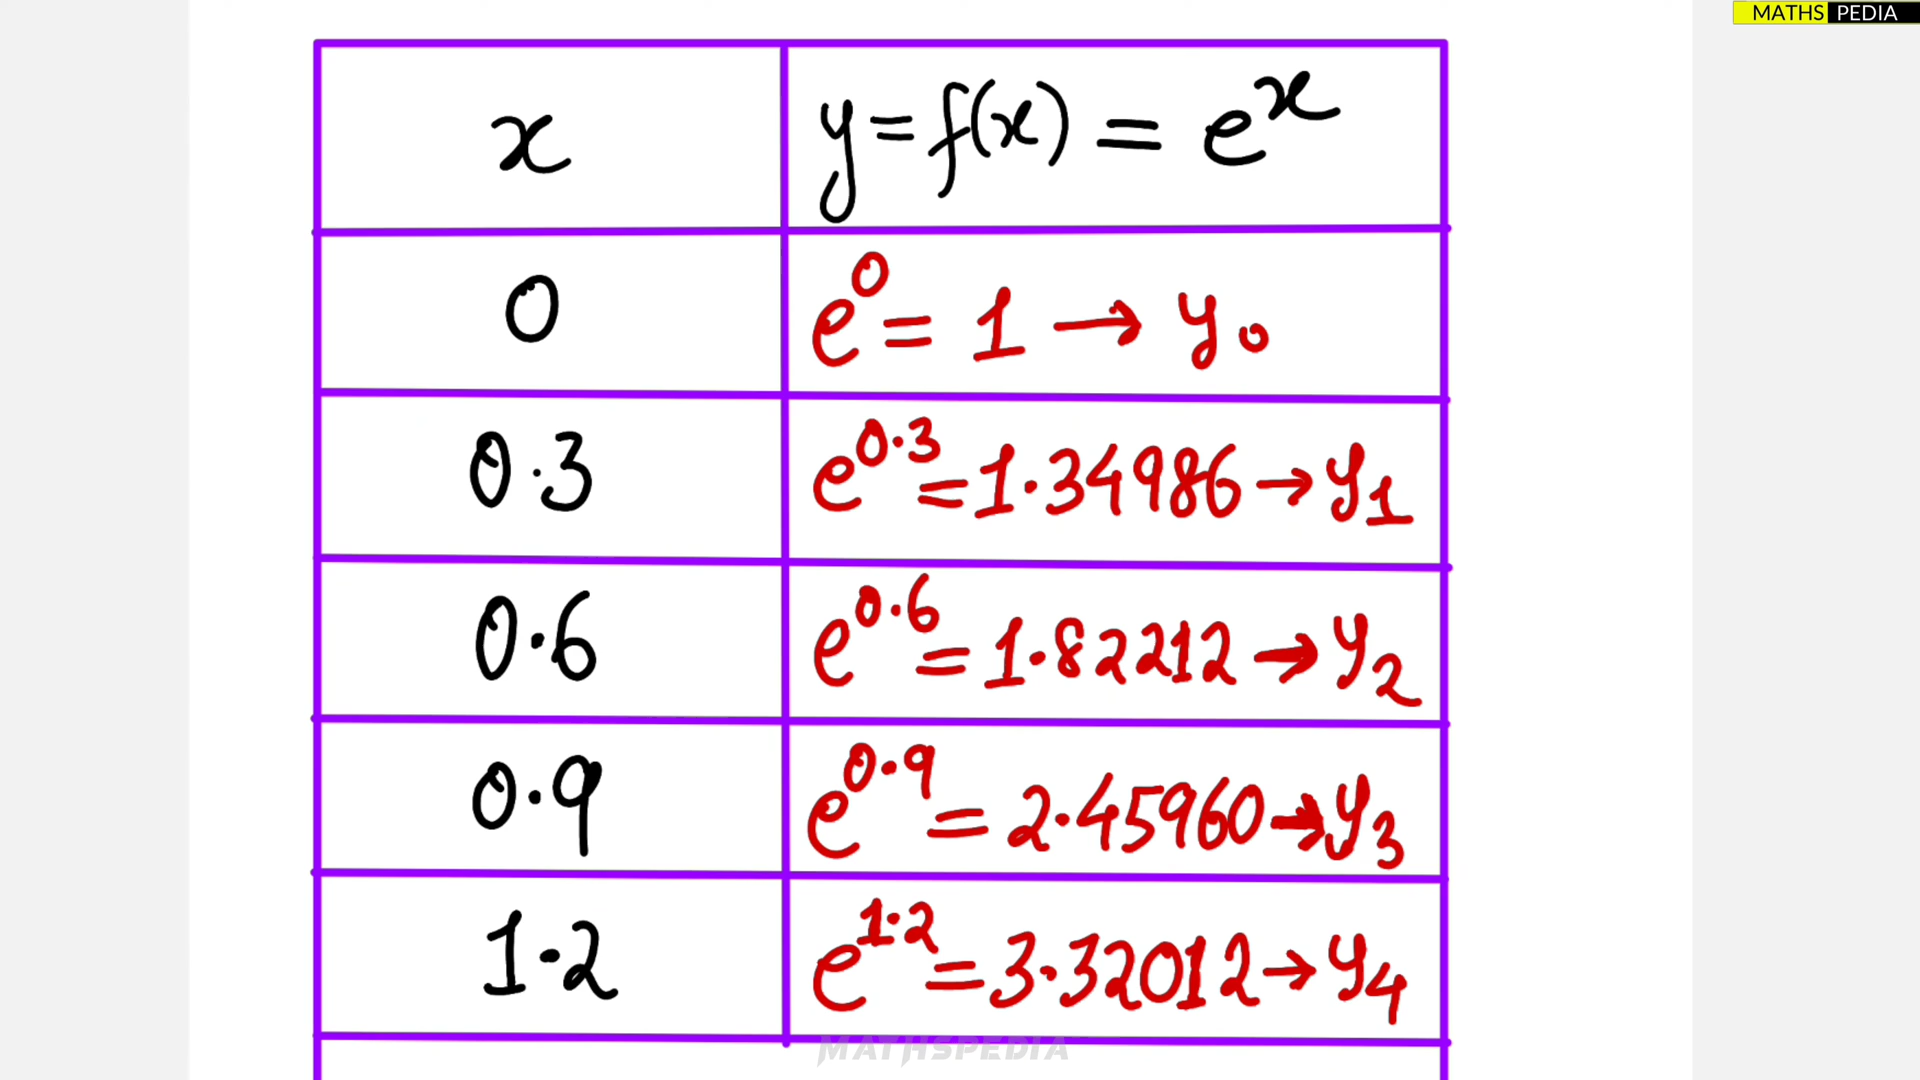 MATHS PEDIA
x y = f(x) = e^x
0 e^0 = 1 → y₀
0.3 e^0.3 = 1.34986 → y₁
0.6 e^0.6 = 1.82212 → y₂
0.9 e^0.9 = 2.45960 → y₃
1.2 e^1.2 = 3.32012 → y₄
MATHSPEDIA